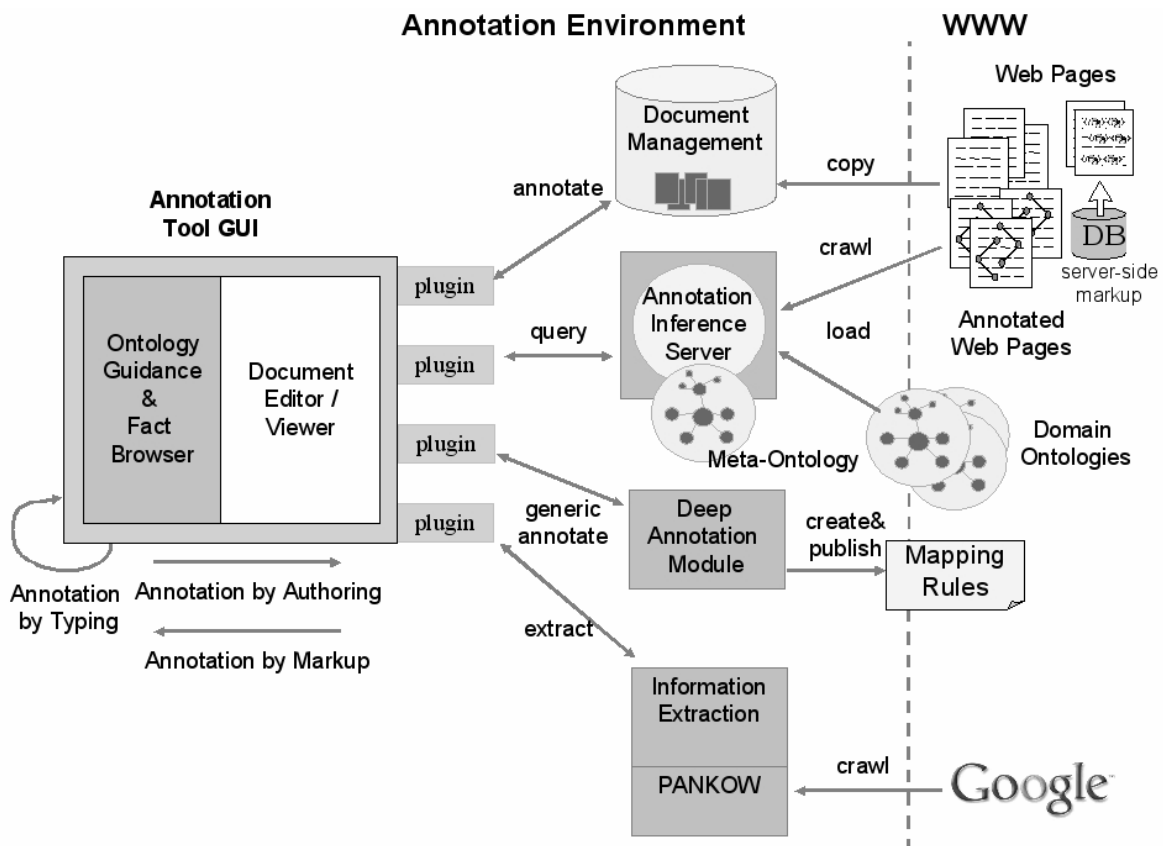 Annotation Environment
WWW
Web Pages
Document
Management
copy
annotate
Annotation
Tool GUI
crawl
DB
server-side
markup
plugin
Annotation
Inference
Server
Annotated
Web Pages
query
load
Ontology
Guidance
&
Fact
Browser
Document
Editor /
Viewer
plugin
plugin
Meta-Ontology
Domain
Ontologies
plugin
generic
annotate
Deep
Annotation
Module
create&
publish
Mapping
Rules
Annotation
by Typing
Annotation by Authoring
Annotation by Markup
extract
Information
Extraction
PANKOW
crawl
Google